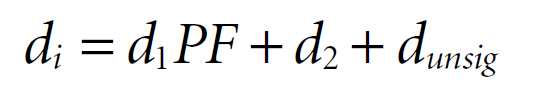 d_i = d_1 PF + d_2 + d_unsig